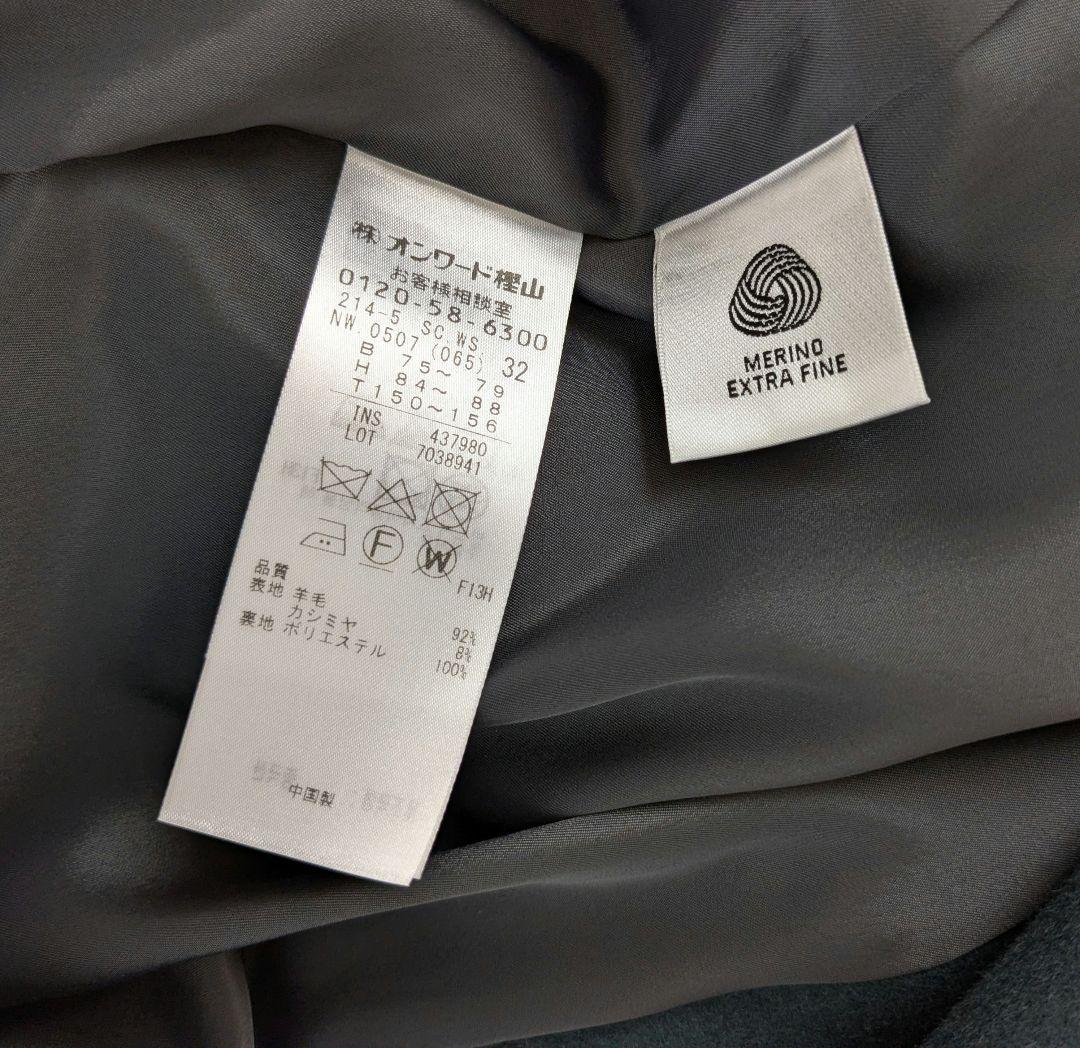 ㈱ オンワード樫山
お客様相談室
0120-58-6300
214-5 SC.WS
NW.0507 (065) 32
B 75～ 79
H 84～ 88
T 150～156
INS 437980
LOT 7038941
F
W
F13H
品質
表地 羊毛 92%
カシミヤ 8%
裏地 ポリエステル 100%
中国製
MERINO
EXTRA FINE